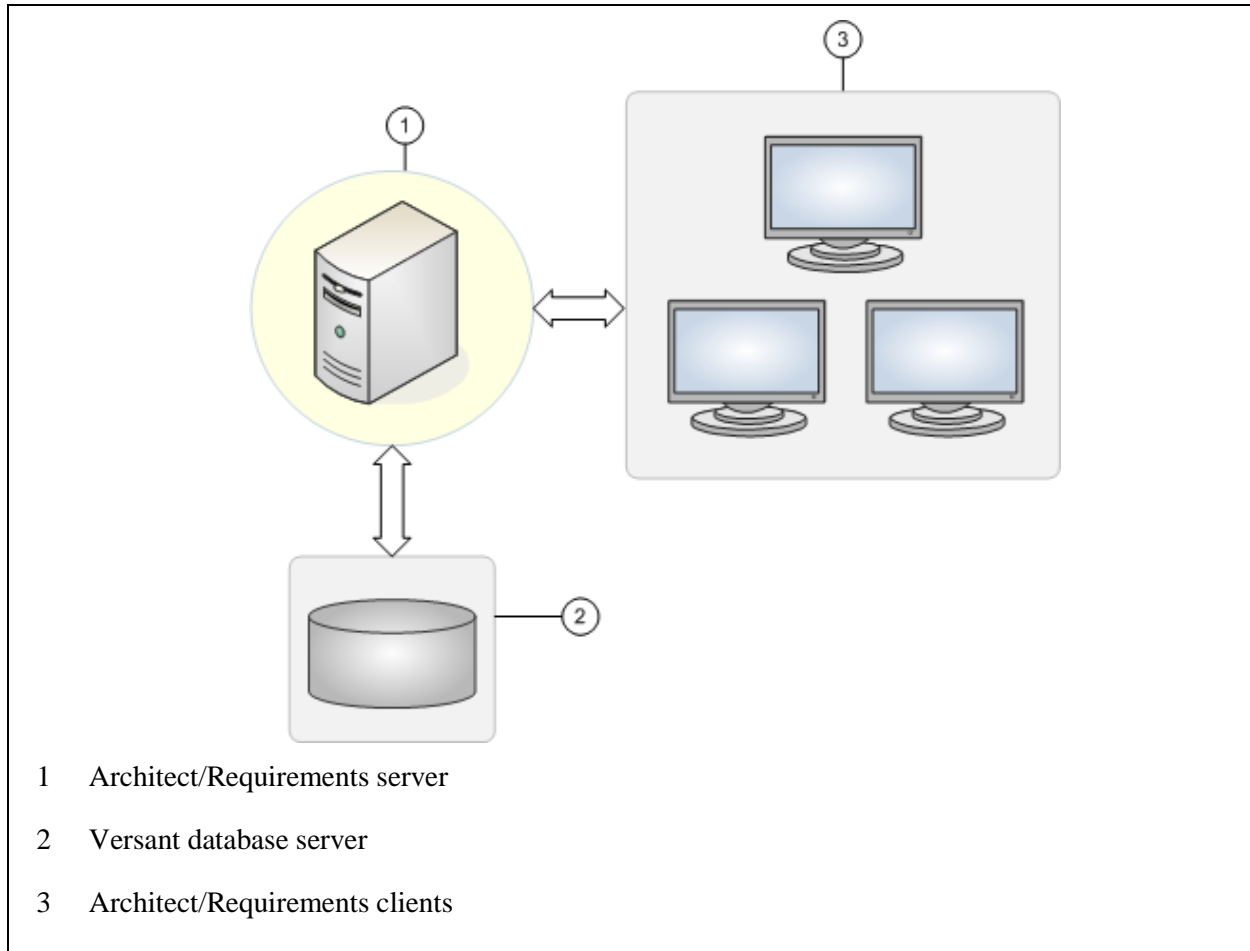 3
1
2
1 Architect/Requirements server
2 Versant database server
3 Architect/Requirements clients